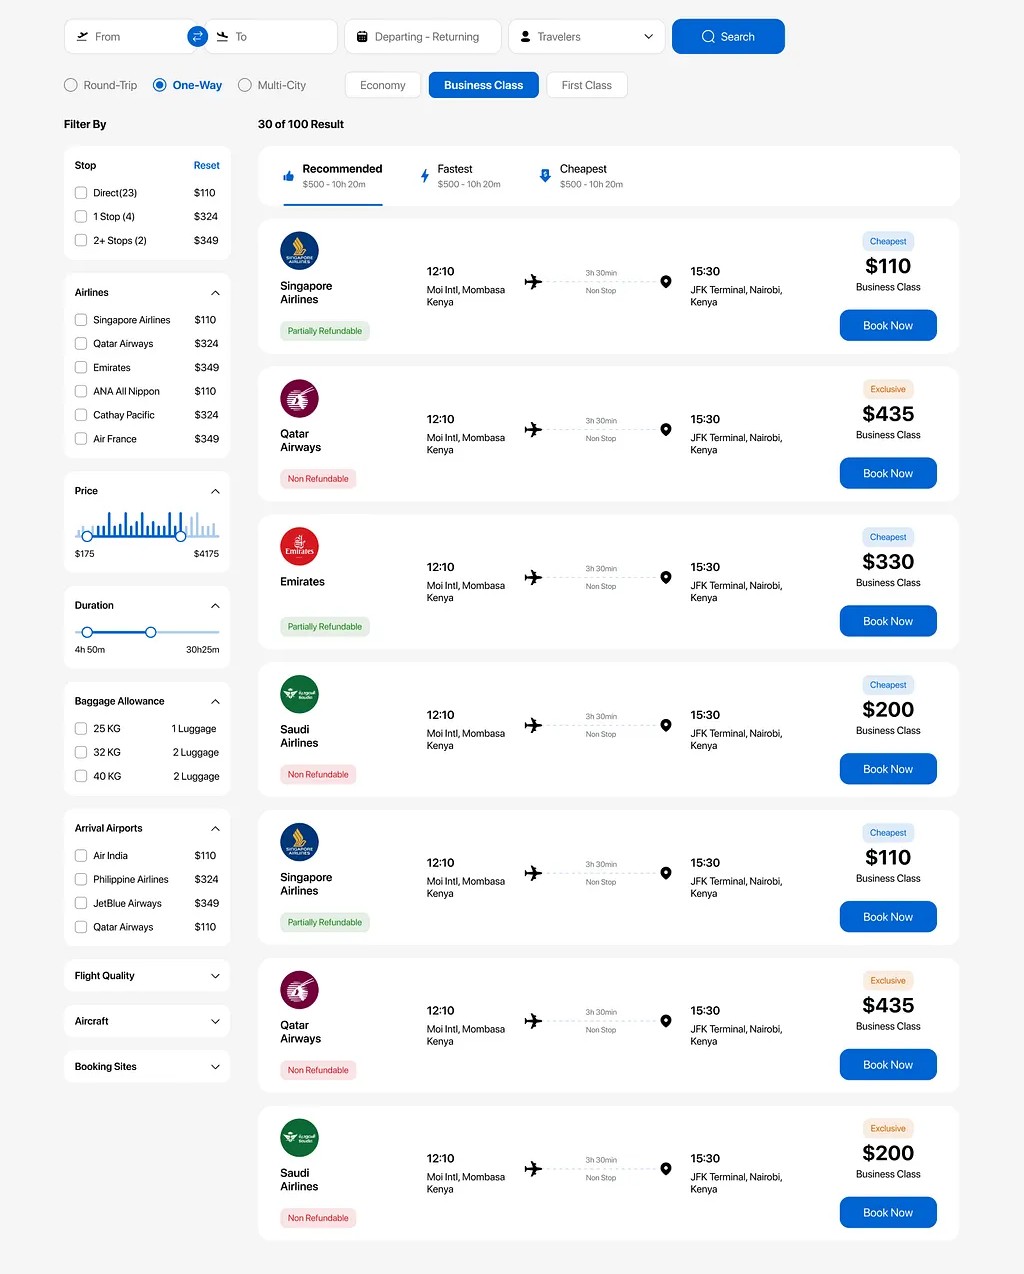 From To Departing - Returning Travelers Search
Round-Trip One-Way Multi-City Economy Business Class First Class
Filter By
Stop Reset
Direct(23) $110
1 Stop (4) $324
2+ Stops (2) $349
Airlines
Singapore Airlines $110
Qatar Airways $324
Emirates $349
ANA All Nippon $110
Cathay Pacific $324
Air France $349
Price
$175 $4175
Duration
4h 50m 30h25m
Baggage Allowance
25 KG 1 Luggage
32 KG 2 Luggage
40 KG 2 Luggage
Arrival Airports
Air India $110
Philippine Airlines $324
JetBlue Airways $349
Qatar Airways $110
Flight Quality
Aircraft
Booking Sites
30 of 100 Result
Recommended
$500 - 10h 20m
Fastest
$500 - 10h 20m
Cheapest
$500 - 10h 20m
SINGAPORE
AIRLINES
Singapore
Airlines
Partially Refundable
12:10
Moi Intl, Mombasa
Kenya
3h 30min
Non Stop
15:30
JFK Terminal, Nairobi,
Kenya
Cheapest
$110
Business Class
Book Now
Qatar
Airways
Non Refundable
12:10
Moi Intl, Mombasa
Kenya
3h 30min
Non Stop
15:30
JFK Terminal, Nairobi,
Kenya
Exclusive
$435
Business Class
Book Now
Emirates
Emirates
Partially Refundable
12:10
Moi Intl, Mombasa
Kenya
3h 30min
Non Stop
15:30
JFK Terminal, Nairobi,
Kenya
Cheapest
$330
Business Class
Book Now
Saudi
Airlines
Non Refundable
12:10
Moi Intl, Mombasa
Kenya
3h 30min
Non Stop
15:30
JFK Terminal, Nairobi,
Kenya
Cheapest
$200
Business Class
Book Now
SINGAPORE
AIRLINES
Singapore
Airlines
Partially Refundable
12:10
Moi Intl, Mombasa
Kenya
3h 30min
Non Stop
15:30
JFK Terminal, Nairobi,
Kenya
Cheapest
$110
Business Class
Book Now
Qatar
Airways
Non Refundable
12:10
Moi Intl, Mombasa
Kenya
3h 30min
Non Stop
15:30
JFK Terminal, Nairobi,
Kenya
Exclusive
$435
Business Class
Book Now
Saudi
Airlines
Non Refundable
12:10
Moi Intl, Mombasa
Kenya
3h 30min
Non Stop
15:30
JFK Terminal, Nairobi,
Kenya
Exclusive
$200
Business Class
Book Now